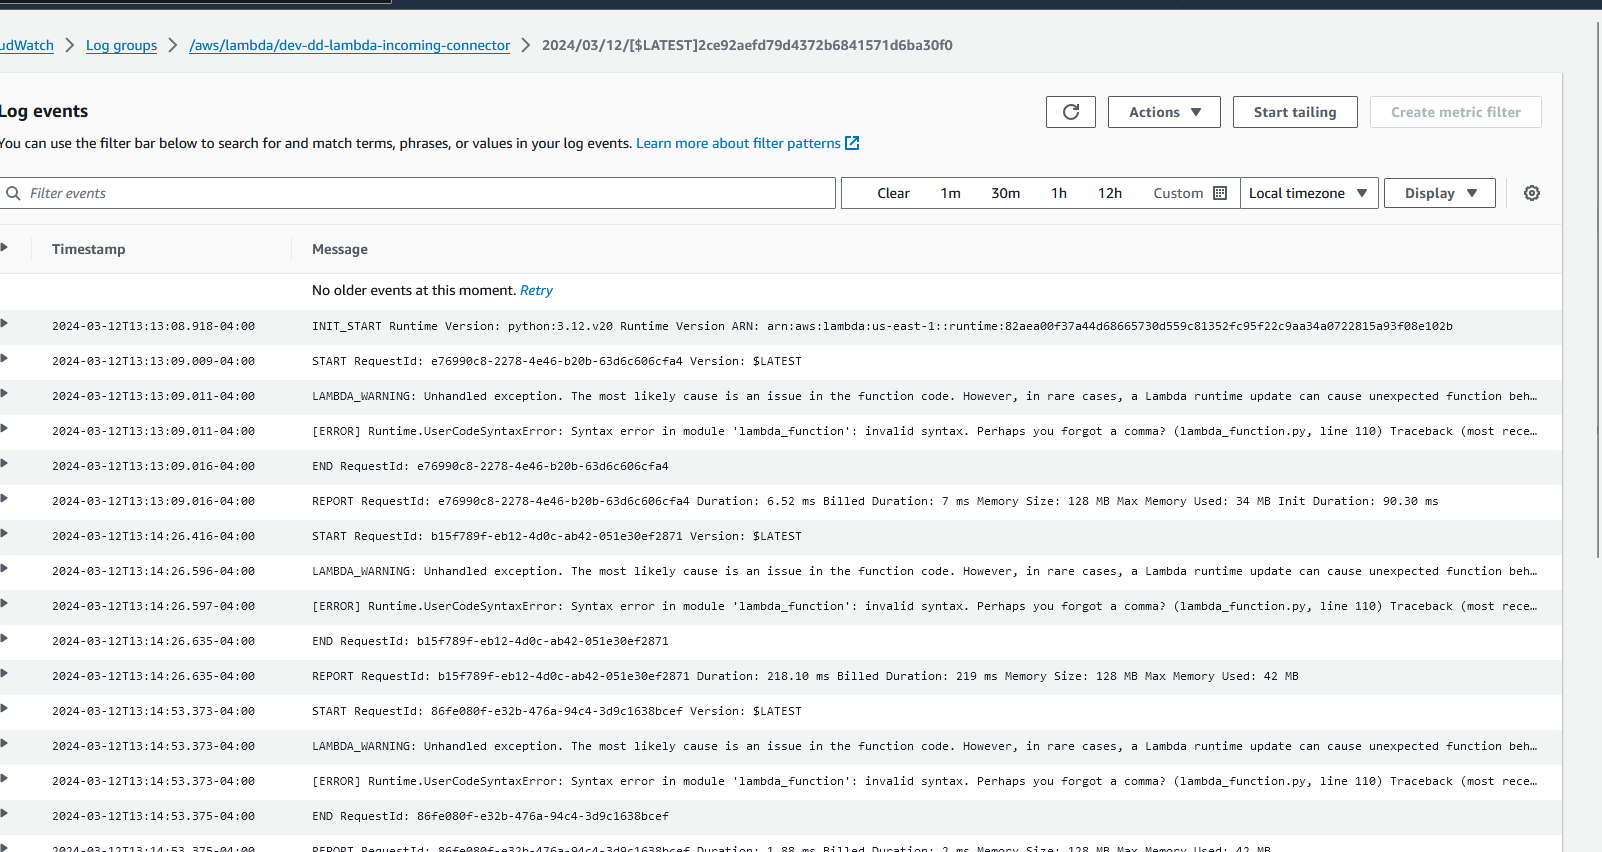 udWatch > Log groups > /aws/lambda/dev-dd-lambda-incoming-connector > 2024/03/12/[$LATEST]2ce92aefd79d4372b6841571d6ba30f0
Log events
Actions Start tailing Create metric filter
You can use the filter bar below to search for and match terms, phrases, or values in your log events. Learn more about filter patterns
Filter events Clear 1m 30m 1h 12h Custom Local timezone Display
Timestamp Message
No older events at this moment. Retry
2024-03-12T13:13:08.918-04:00 INIT_START Runtime Version: python:3.12.v20 Runtime Version ARN: arn:aws:lambda:us-east-1::runtime:82aea00f37a44d68665730d559c81352fc95f22c9aa34a0722815a93f08e102b
2024-03-12T13:13:09.009-04:00 START RequestId: e76990c8-2278-4e46-b20b-63d6c606cfa4 Version: $LATEST
2024-03-12T13:13:09.011-04:00 LAMBDA_WARNING: Unhandled exception. The most likely cause is an issue in the function code. However, in rare cases, a Lambda runtime update can cause unexpected function beh…
2024-03-12T13:13:09.011-04:00 [ERROR] Runtime.UserCodeSyntaxError: Syntax error in module 'lambda_function': invalid syntax. Perhaps you forgot a comma? (lambda_function.py, line 110) Traceback (most rece…
2024-03-12T13:13:09.016-04:00 END RequestId: e76990c8-2278-4e46-b20b-63d6c606cfa4
2024-03-12T13:13:09.016-04:00 REPORT RequestId: e76990c8-2278-4e46-b20b-63d6c606cfa4 Duration: 6.52 ms Billed Duration: 7 ms Memory Size: 128 MB Max Memory Used: 34 MB Init Duration: 90.30 ms
2024-03-12T13:14:26.416-04:00 START RequestId: b15f789f-eb12-4d0c-ab42-051e30ef2871 Version: $LATEST
2024-03-12T13:14:26.596-04:00 LAMBDA_WARNING: Unhandled exception. The most likely cause is an issue in the function code. However, in rare cases, a Lambda runtime update can cause unexpected function beh…
2024-03-12T13:14:26.597-04:00 [ERROR] Runtime.UserCodeSyntaxError: Syntax error in module 'lambda_function': invalid syntax. Perhaps you forgot a comma? (lambda_function.py, line 110) Traceback (most rece…
2024-03-12T13:14:26.635-04:00 END RequestId: b15f789f-eb12-4d0c-ab42-051e30ef2871
2024-03-12T13:14:26.635-04:00 REPORT RequestId: b15f789f-eb12-4d0c-ab42-051e30ef2871 Duration: 218.10 ms Billed Duration: 219 ms Memory Size: 128 MB Max Memory Used: 42 MB
2024-03-12T13:14:53.373-04:00 START RequestId: 86fe080f-e32b-476a-94c4-3d9c1638bcef Version: $LATEST
2024-03-12T13:14:53.373-04:00 LAMBDA_WARNING: Unhandled exception. The most likely cause is an issue in the function code. However, in rare cases, a Lambda runtime update can cause unexpected function beh…
2024-03-12T13:14:53.373-04:00 [ERROR] Runtime.UserCodeSyntaxError: Syntax error in module 'lambda_function': invalid syntax. Perhaps you forgot a comma? (lambda_function.py, line 110) Traceback (most rece…
2024-03-12T13:14:53.375-04:00 END RequestId: 86fe080f-e32b-476a-94c4-3d9c1638bcef
2024-03-12T13:14:53.375-04:00 REPORT RequestId: 86fe080f-e32b-476a-94c4-3d9c1638bcef Duration: 1.88 ms Billed Duration: 2 ms Memory Size: 128 MB Max Memory Used: 42 MB